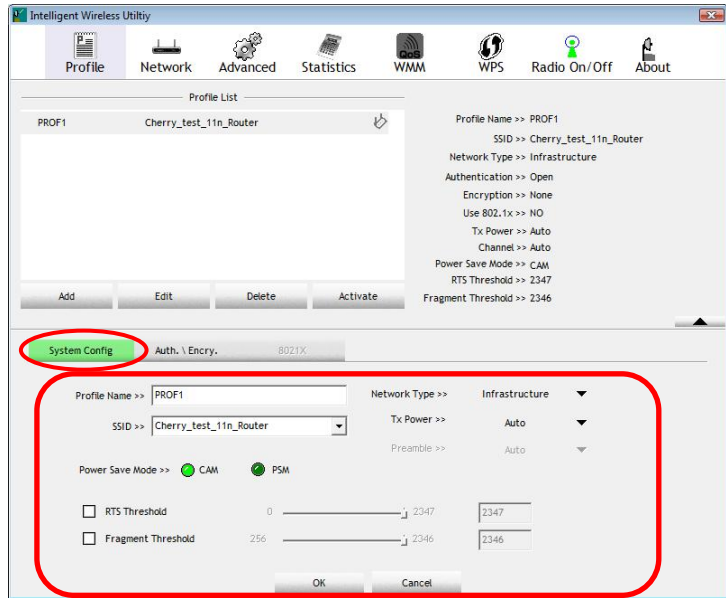 Intelligent Wireless Utiltiy
Profile Network Advanced Statistics QoS WMM WPS Radio On/Off About
Profile List
PROF1 Cherry_test_11n_Router
Profile Name >> PROF1
SSID >> Cherry_test_11n_Router
Network Type >> Infrastructure
Authentication >> Open
Encryption >> None
Use 802.1x >> NO
Tx Power >> Auto
Channel >> Auto
Power Save Mode >> CAM
RTS Threshold >> 2347
Fragment Threshold >> 2346
Add Edit Delete Activate
System Config Auth. \ Encry. 8021X
Profile Name >> PROF1 Network Type >> Infrastructure
SSID >> Cherry_test_11n_Router Tx Power >> Auto
Preamble >> Auto
Power Save Mode >> CAM PSM
RTS Threshold 0 2347 2347
Fragment Threshold 256 2346 2346
OK Cancel